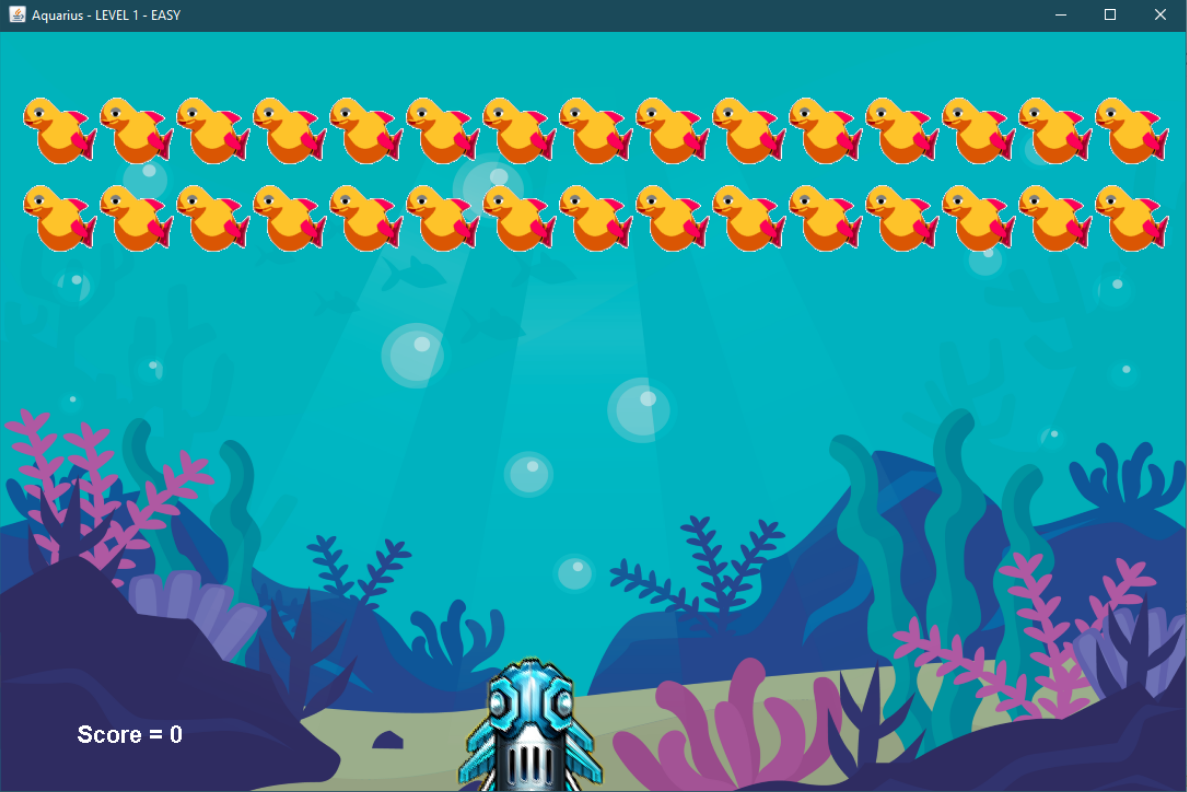 Aquarius - LEVEL 1 - EASY
Score = 0